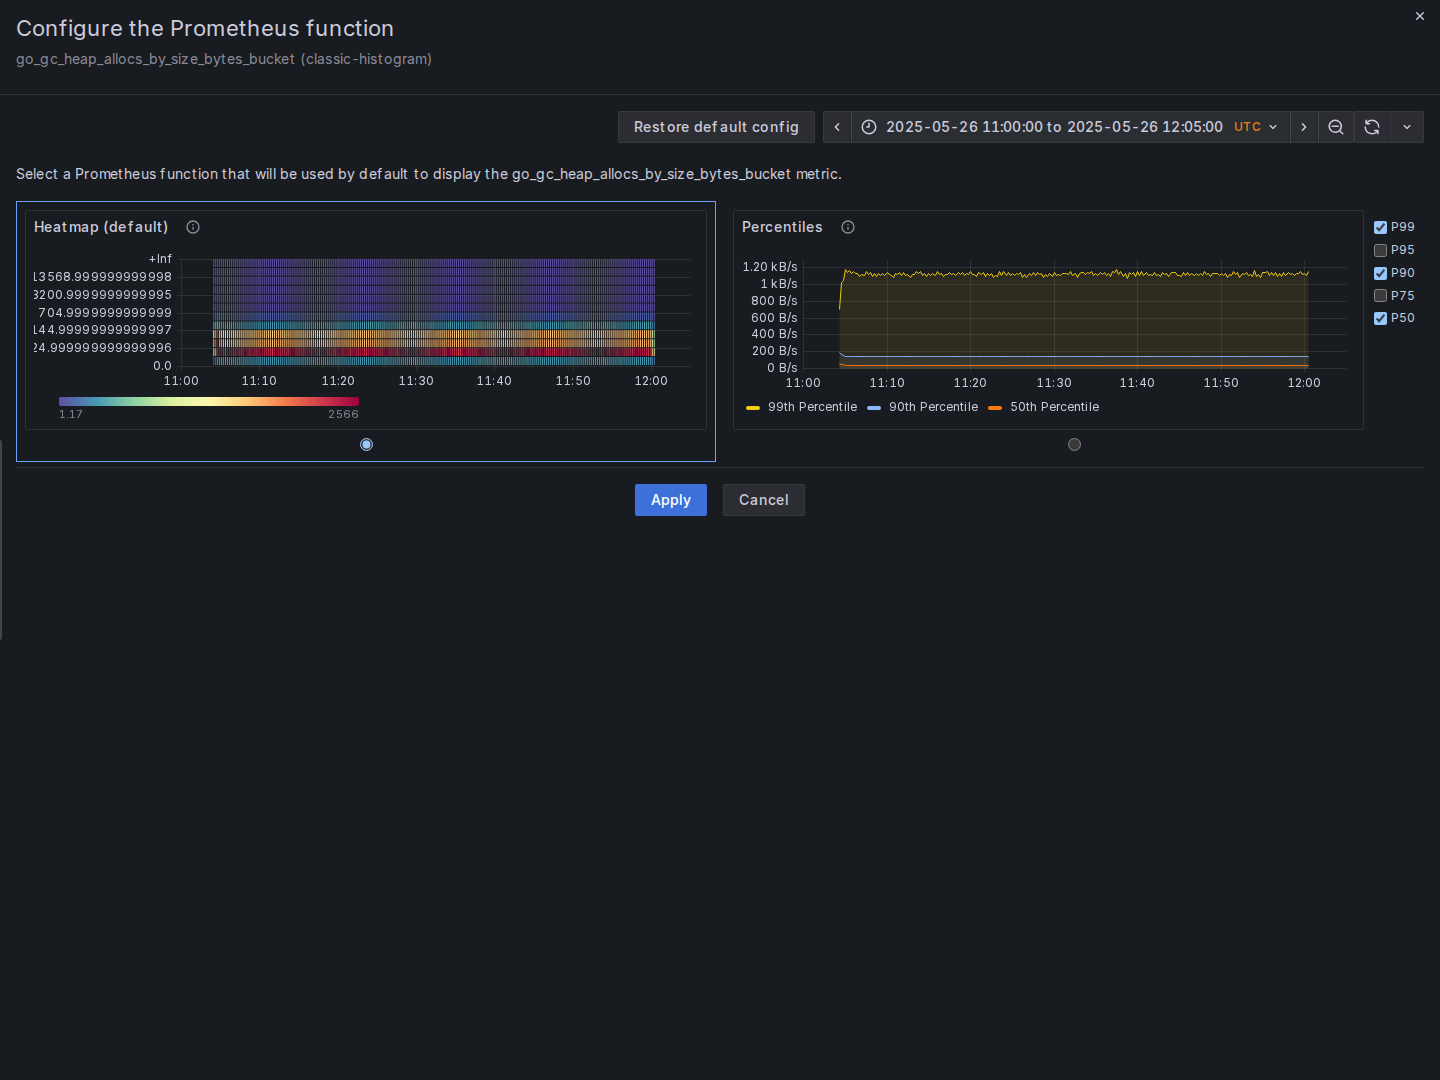 Configure the Prometheus function
go_gc_heap_allocs_by_size_bytes_bucket (classic-histogram)
Restore default config
2025-05-26 11:00:00 to 2025-05-26 12:05:00 UTC
Select a Prometheus function that will be used by default to display the go_gc_heap_allocs_by_size_bytes_bucket metric.
Heatmap (default)
+Inf
13568.999999999998
3200.9999999999995
704.9999999999999
144.99999999999997
24.999999999999996
0.0
11:00 11:10 11:20 11:30 11:40 11:50 12:00
1.17 2566
Percentiles
1.20 kB/s
1 kB/s
800 B/s
600 B/s
400 B/s
200 B/s
0 B/s
11:00 11:10 11:20 11:30 11:40 11:50 12:00
99th Percentile 90th Percentile 50th Percentile
P99
P95
P90
P75
P50
Apply Cancel